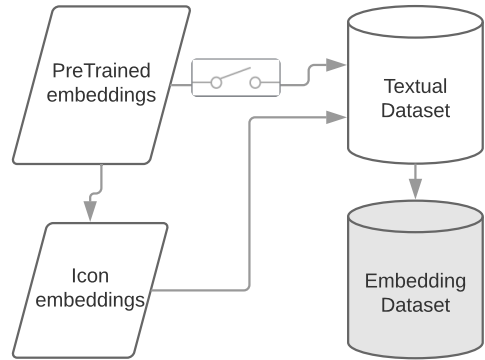 PreTrained
embeddings
Textual
Dataset
Icon
embeddings
Embedding
Dataset